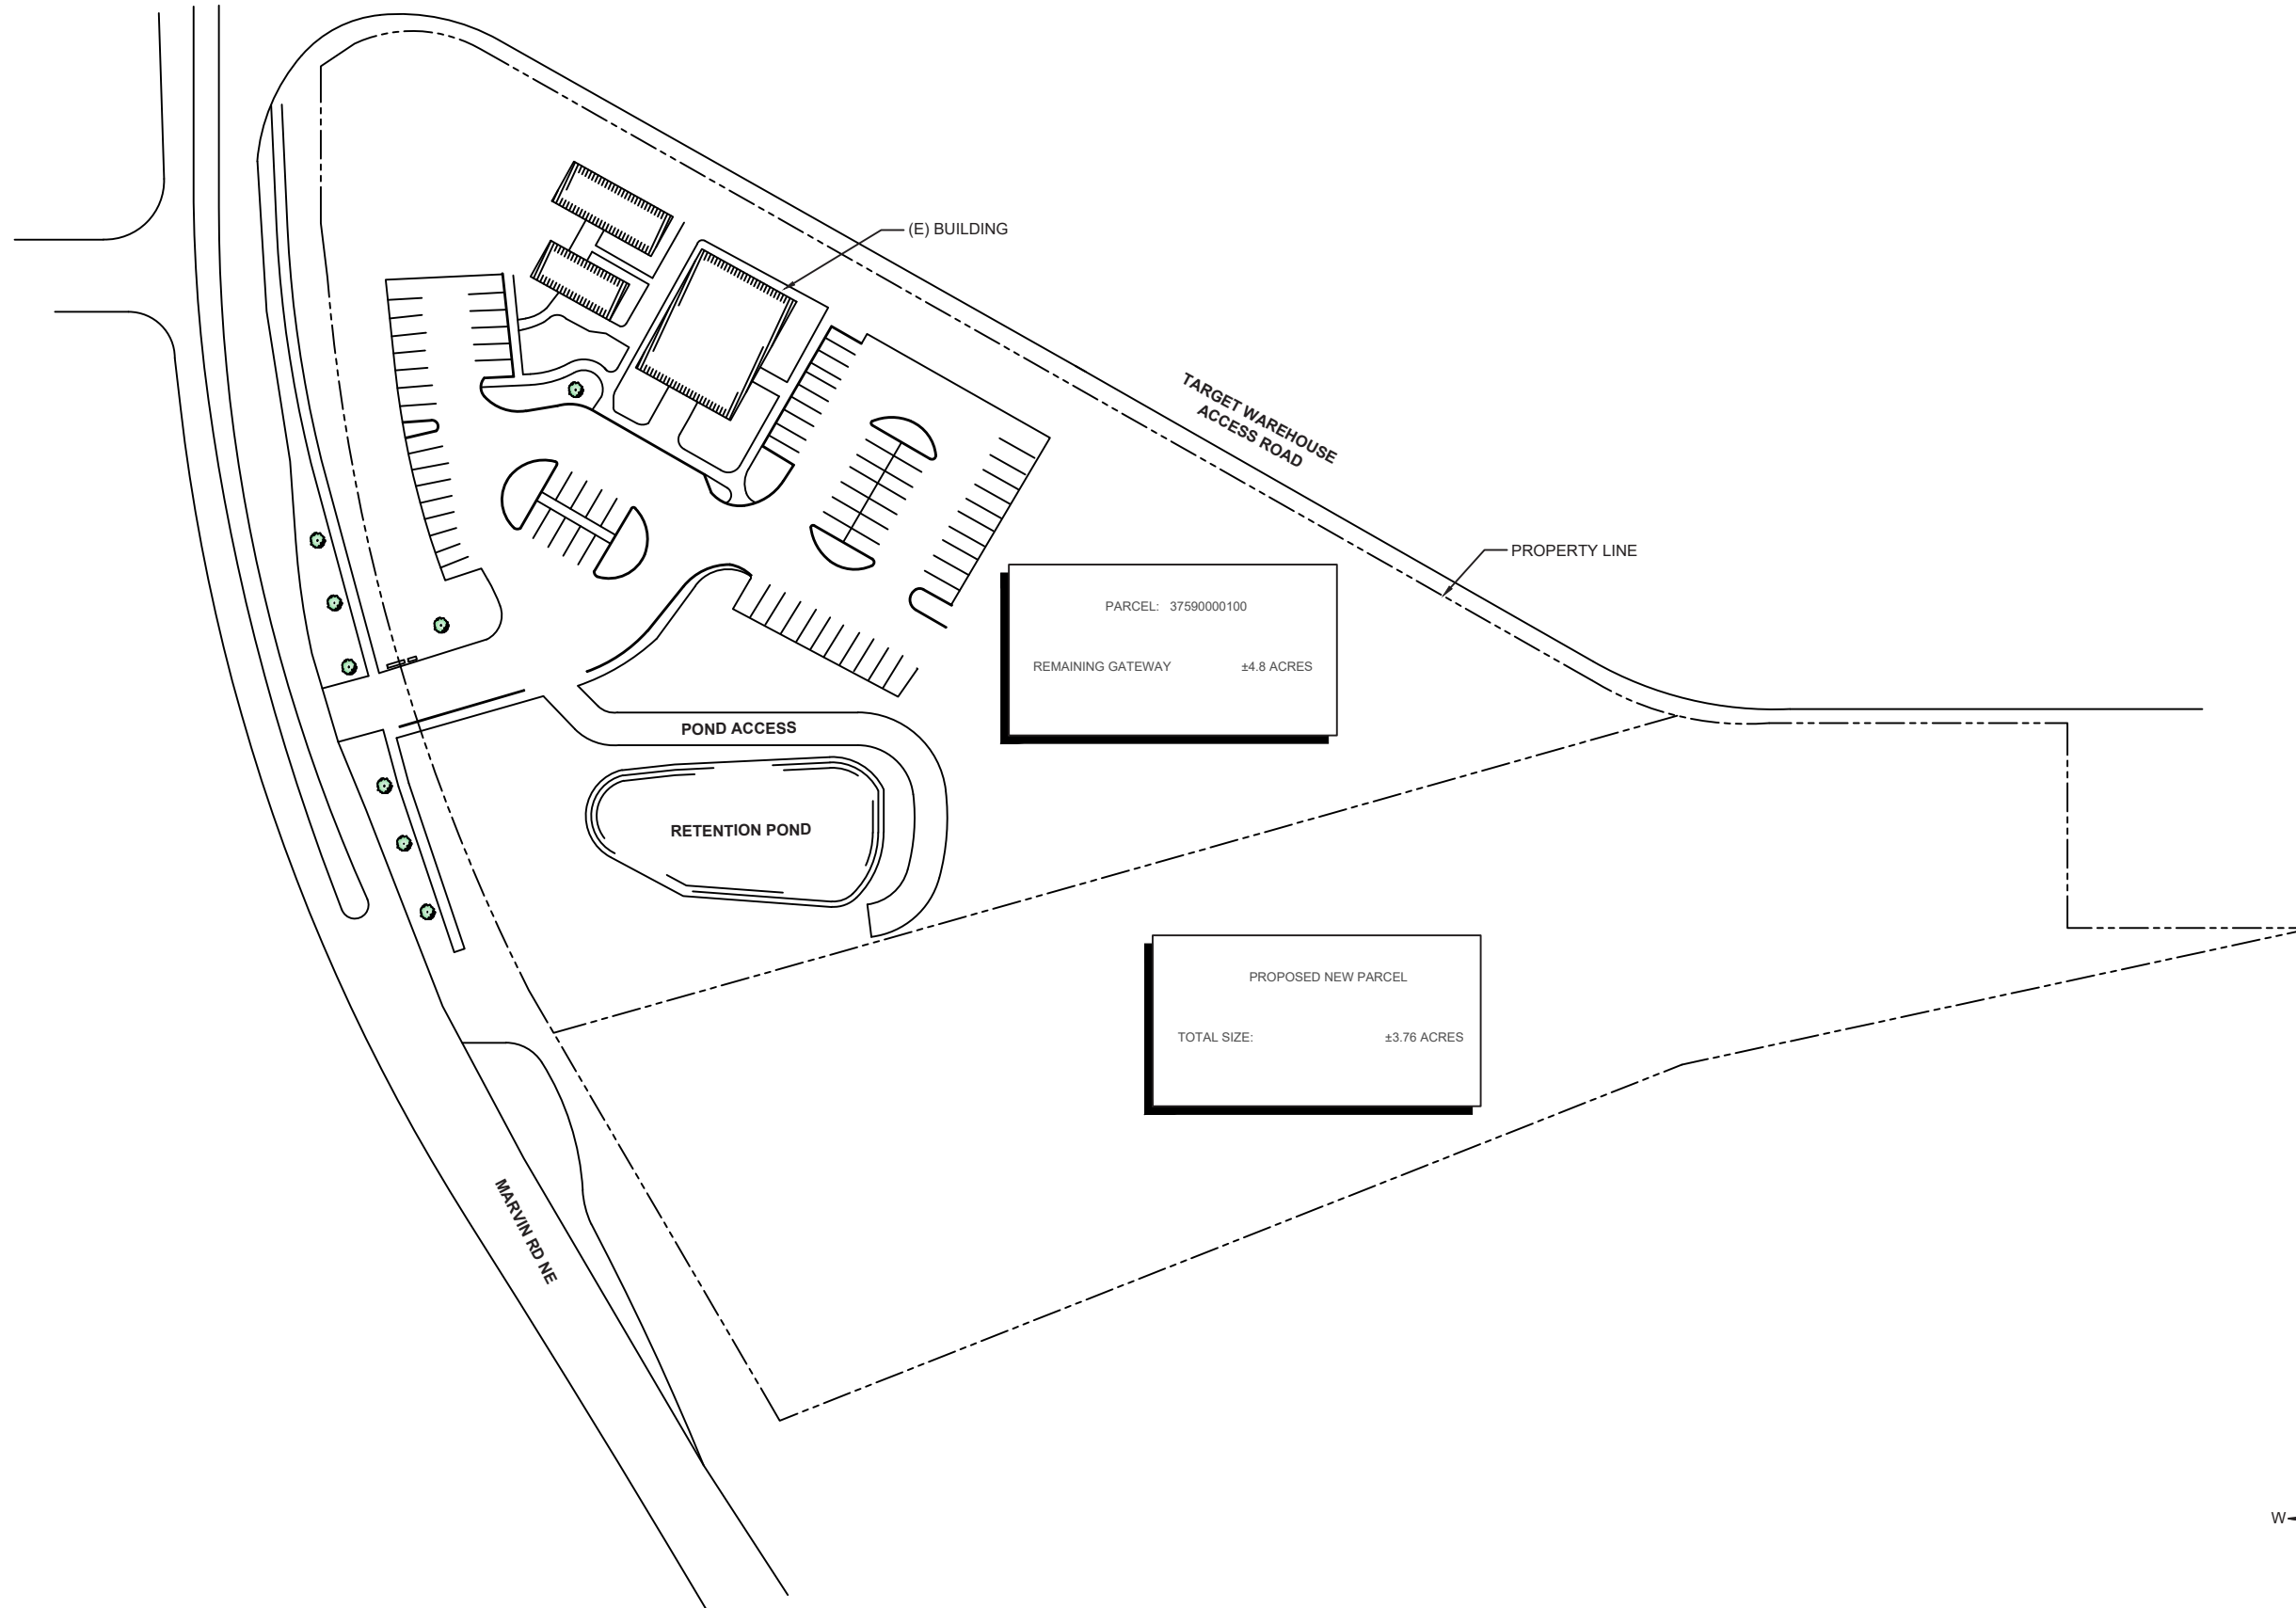 (E) BUILDING
TARGET WAREHOUSE
ACCESS ROAD
PROPERTY LINE
PARCEL: 37590000100
REMAINING GATEWAY ±4.8 ACRES
POND ACCESS
RETENTION POND
PROPOSED NEW PARCEL
TOTAL SIZE: ±3.76 ACRES
MARVIN RD NE
W